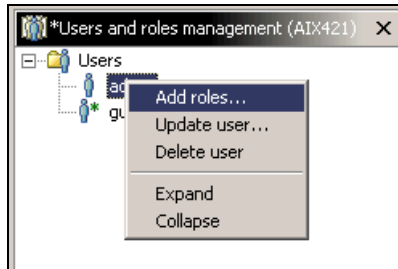 *Users and roles management (AIX421)
Users
Add roles...
Update user...
Delete user
Expand
Collapse